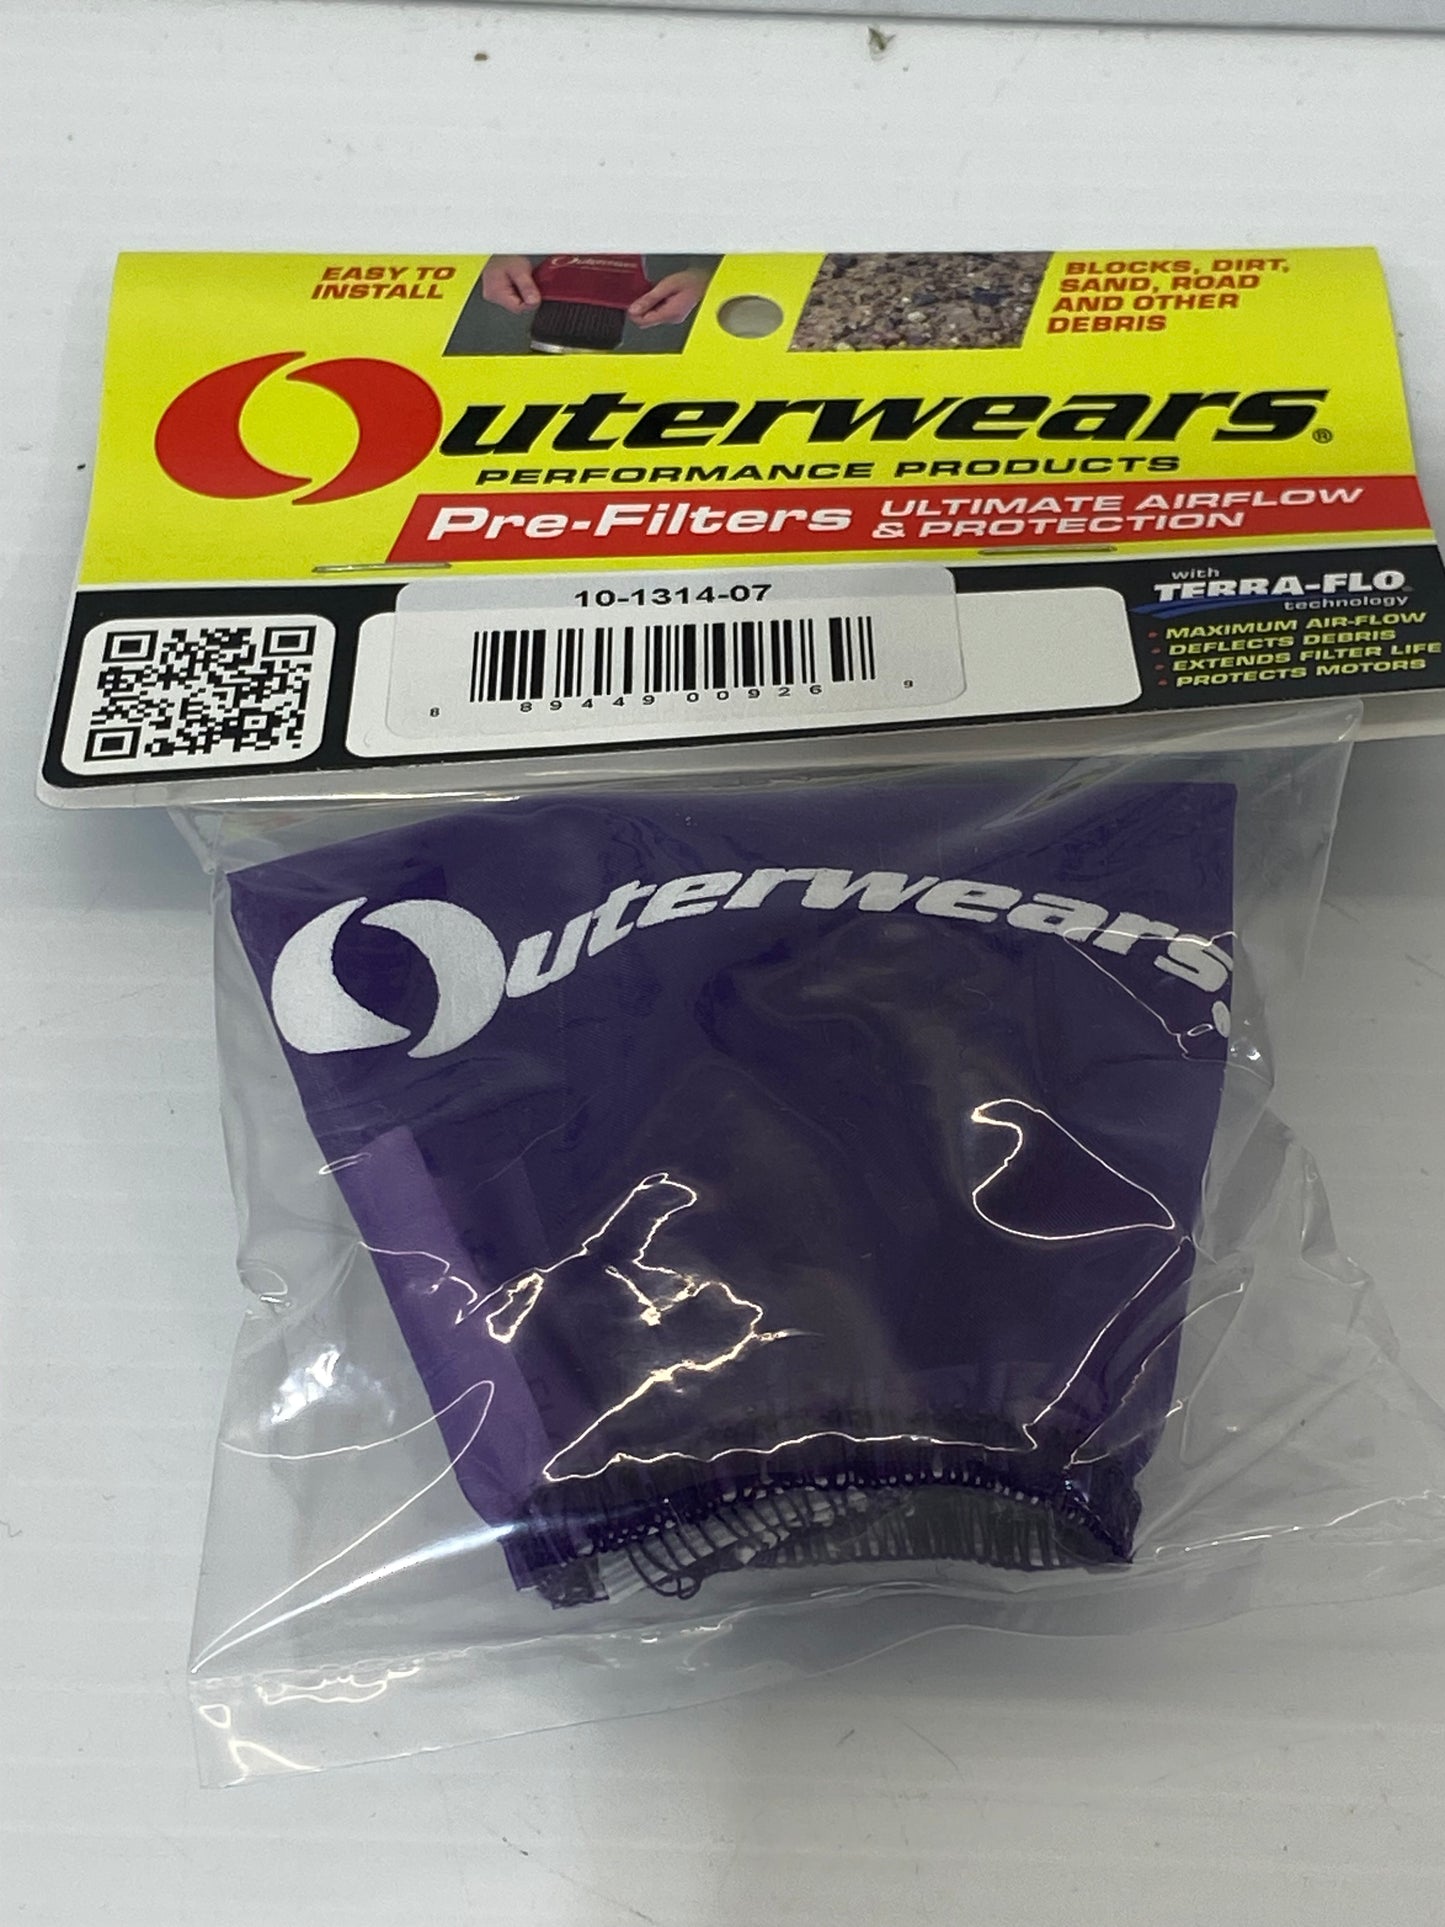 EASY TO
INSTALL
Outerwears
BLOCKS, DIRT,
SAND, ROAD
AND OTHER
DEBRIS
Outerwears®
PERFORMANCE PRODUCTS
Pre-Filters ULTIMATE AIRFLOW
& PROTECTION
10-1314-07
8 89449 00926 9
with
TERRA-FLO
technology
• MAXIMUM AIR-FLOW
• DEFLECTS DEBRIS
• EXTENDS FILTER LIFE
• PROTECTS MOTORS
Outerwears